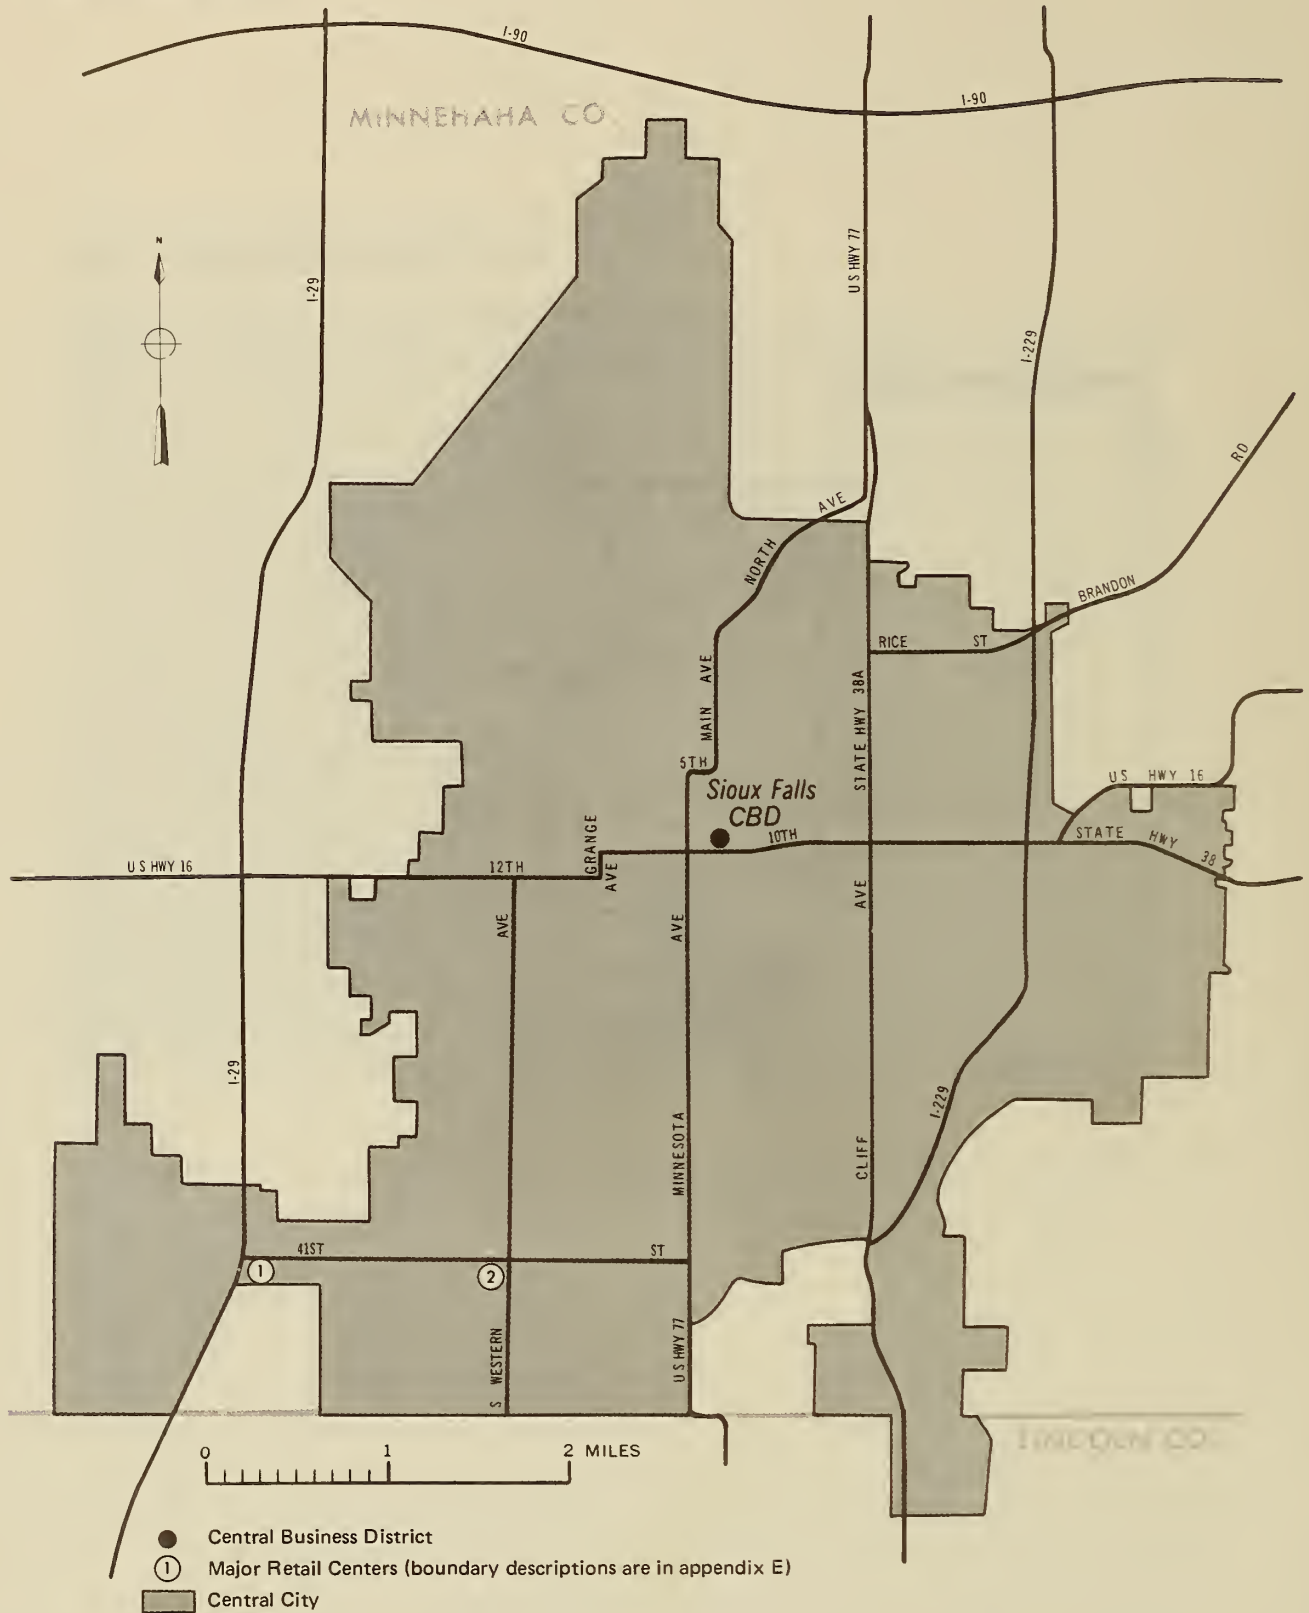 I-90
I-90
MINNEHAHA CO.
N
I-29
US HWY 77
I-229
RD
NORTH AVE
BRANDON
RICE ST
MAIN AVE
STATE HWY 38A
5TH
Sioux Falls
CBD
10TH
US HWY 16
STATE HWY 38
US HWY 16
12TH
GRANGE
AVE
AVE
AVE
AVE
I-29
I-229
MINNESOTA
CLIFF
41ST ST
1
2
S WESTERN
US HWY 77
LINCOLN CO.
0 1 2 MILES
Central Business District
1 Major Retail Centers (boundary descriptions are in appendix E)
Central City